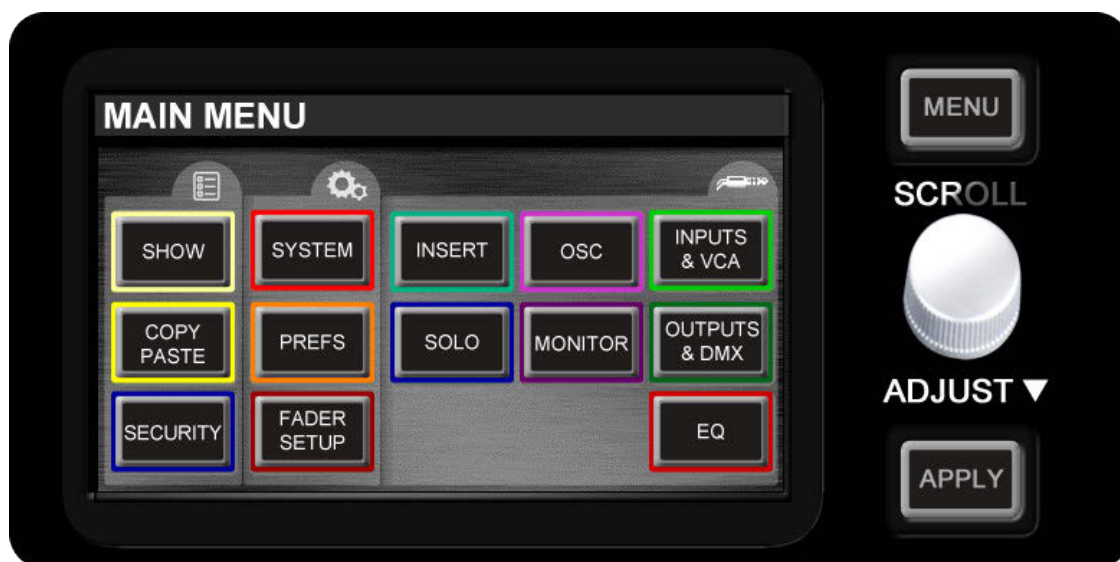 MAIN MENU
MENU
SCROLL
SHOW
SYSTEM
INSERT
OSC
INPUTS
& VCA
COPY
PASTE
PREFS
SOLO
MONITOR
OUTPUTS
& DMX
ADJUST ▼
SECURITY
FADER
SETUP
EQ
APPLY